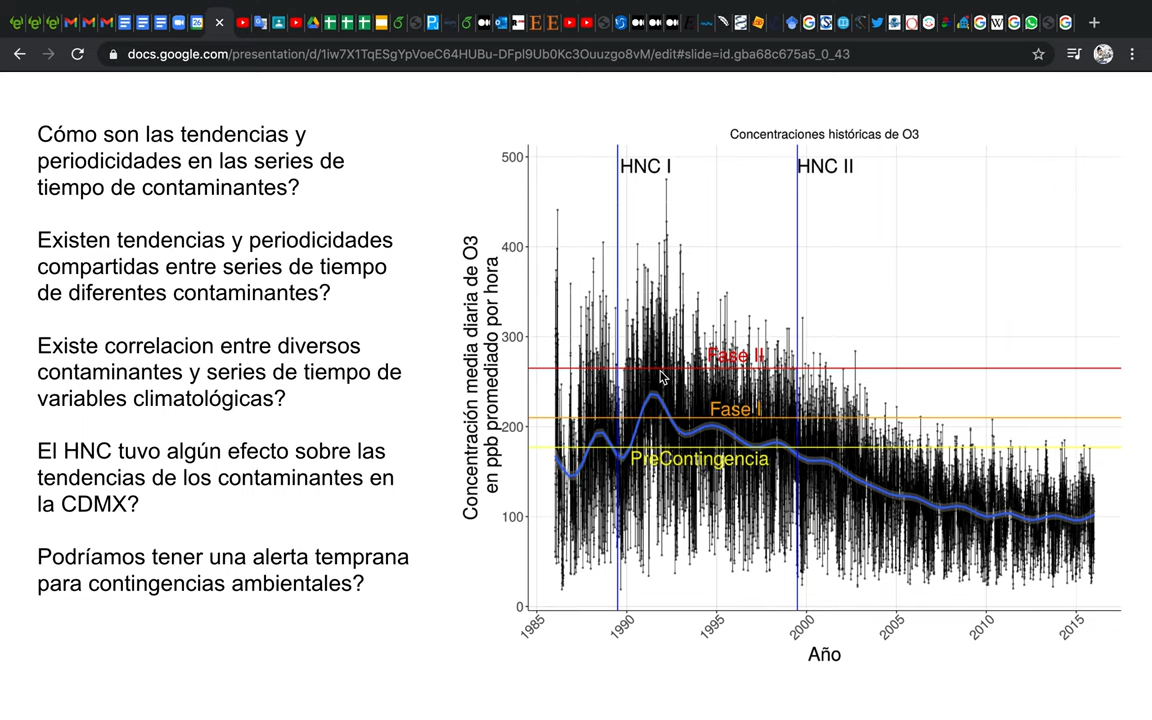 docs.google.com/presentation/d/1iw7X1TqESgYpVoeC64HUBu-DFpl9Ub0Kc3Ouuzgo8vM/edit#slide=id.gba68c675a5_0_43
Cómo son las tendencias y
periodicidades en las series de
tiempo de contaminantes?
Existen tendencias y periodicidades
compartidas entre series de tiempo
de diferentes contaminantes?
Existe correlacion entre diversos
contaminantes y series de tiempo de
variables climatológicas?
El HNC tuvo algún efecto sobre las
tendencias de los contaminantes en
la CDMX?
Podríamos tener una alerta temprana
para contingencias ambientales?
Concentraciones históricas de O3
Concentración media diaria de O3
en ppb promediado por hora
500
400
300
200
100
0
HNC I
HNC II
Fase II
Fase I
PreContingencia
1985
1990
1995
2000
2005
2010
2015
Año